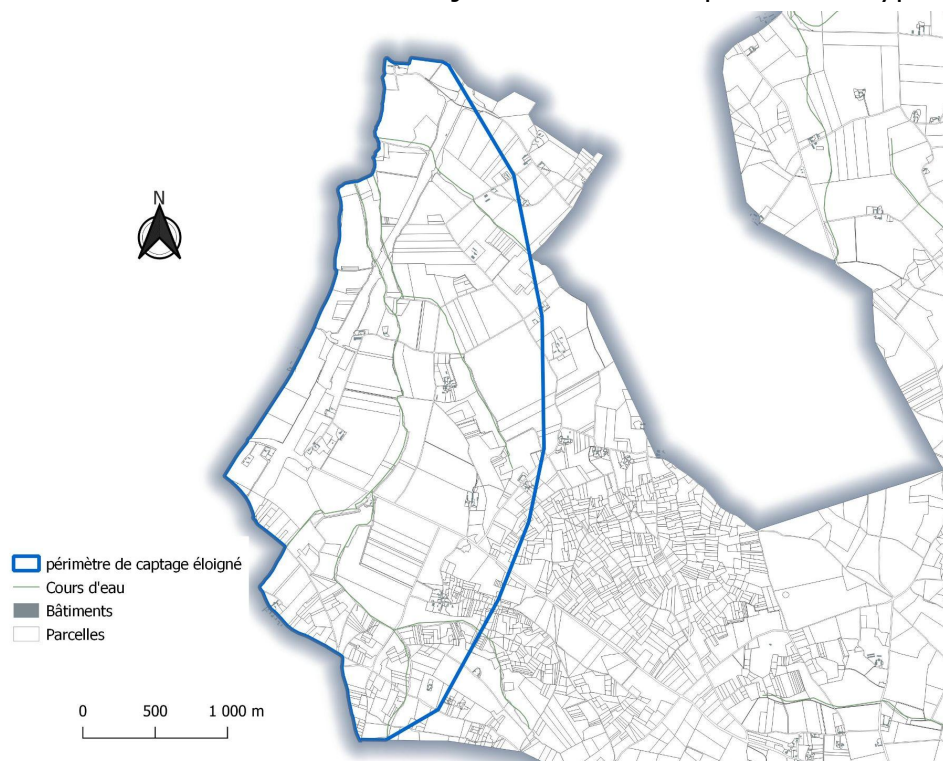 N
périmètre de captage éloigné
Cours d'eau
Bâtiments
Parcelles
0 500 1 000 m